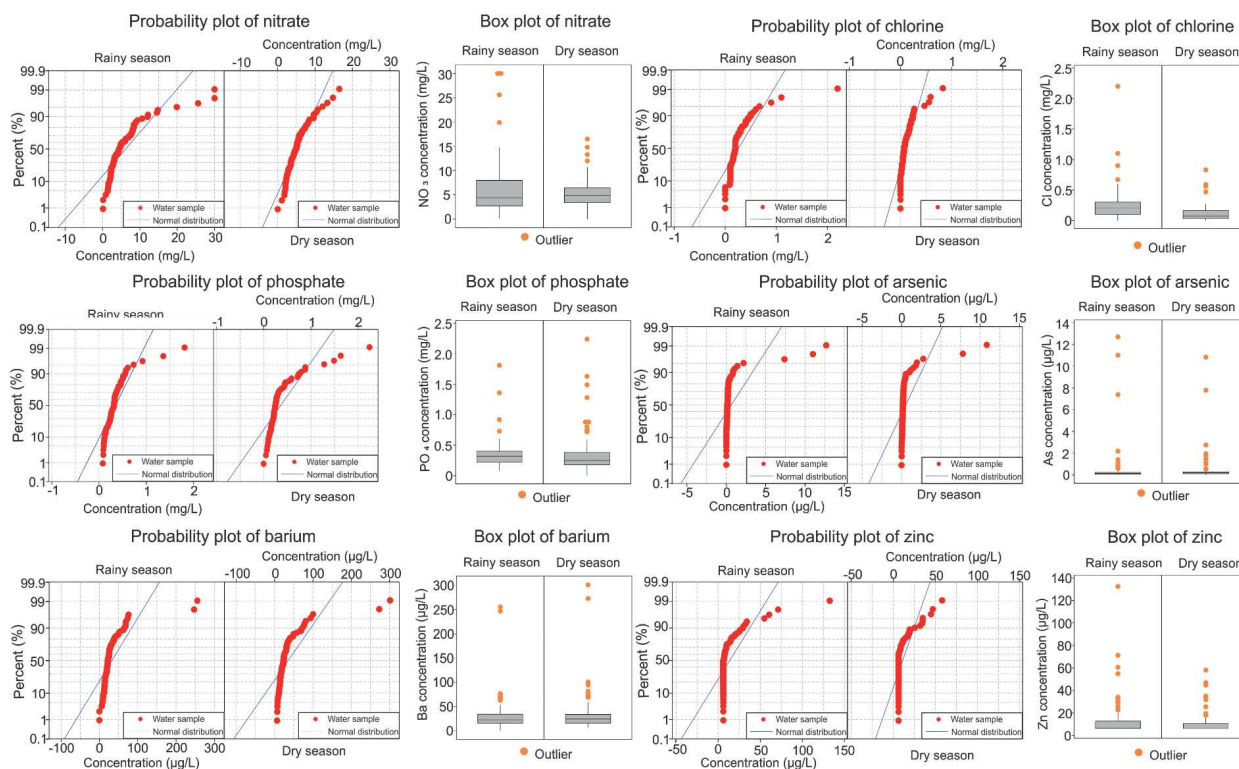 Probability plot of nitrate
Concentration (mg/L)
Rainy season
-10 0 10 20 30
99.9
99
90
50
10
1
0.1
Percent (%)
Water sample
Normal distribution
Water sample
Normal distribution
-10 0 10 20 30
Dry season
Concentration (mg/L)
Box plot of nitrate
Rainy season Dry season
NO 3 concentration (mg/L)
30
25
20
15
10
5
0
Outlier
Probability plot of chlorine
Concentration (mg/L)
Rainy season
-1 0 1 2
99.9
99
90
50
10
1
0.1
Percent (%)
Water sample
Normal distribution
Water sample
Normal distribution
-1 0 1 2
Dry season
Concentration (mg/L)
Box plot of chlorine
Rainy season Dry season
Cl concentration (mg/L)
2.5
2.0
1.5
1.0
0.5
0
Outlier
Probability plot of phosphate
Concentration (mg/L)
Rainy season
-1 0 1 2
99.9
99
90
50
10
1
0.1
Percent (%)
Water sample
Normal distribution
Water sample
Normal distribution
0 1 2
Dry season
Concentration (mg/L)
Box plot of phosphate
Rainy season Dry season
PO 4 concentration (mg/L)
2.5
2.0
1.5
1.0
0.5
0
Outlier
Probability plot of arsenic
Concentration (µg/L)
Rainy season
-5 0 5 10 15
99.9
99
90
50
10
1
0.1
Percent (%)
Water sample
Normal distribution
Water sample
Normal distribution
-5 0 5 10 15
Dry season
Concentration (µg/L)
Box plot of arsenic
Rainy season Dry season
As concentration (µg/L)
14
12
10
8
6
4
2
0
Outlier
Probability plot of barium
Concentration (µg/L)
Rainy season
-100 0 100 200 300
99.9
99
90
50
10
1
0.1
Percent (%)
Water sample
Normal distribution
Water sample
Normal distribution
0 100 200 300
Dry season
Concentration (µg/L)
Box plot of barium
Rainy season Dry season
Ba concentration (µg/L)
300
250
200
150
100
50
0
Outlier
Probability plot of zinc
Concentration (µg/L)
Rainy season
-50 0 50 100 150
99.9
99
90
50
10
1
0.1
Percent (%)
Water sample
Normal distribution
Water sample
Normal distribution
-50 0 50 100 150
Dry season
Concentration (µg/L)
Box plot of zinc
Rainy season Dry season
Zn concentration (µg/L)
140
120
100
80
60
40
20
0
Outlier